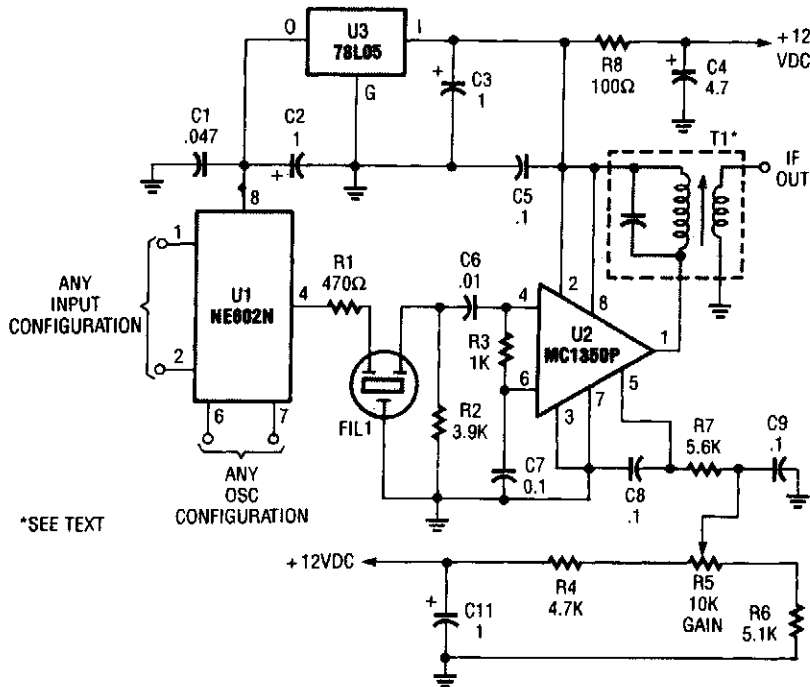 O
U3
78L05
I
G
+12
VDC
R8
100Ω
C4
4.7
+
C3
1
+
C1
.047
C2
1
+
C5
.1
T1*
IF
OUT
8
1
ANY
INPUT
CONFIGURATION
2
U1
NE602N
4
R1
470Ω
C6
.01
4
2
8
U2
MC1350P
1
R3
1K
6
3
7
5
FIL1
R2
3.9K
C7
0.1
C8
.1
R7
5.6K
C9
.1
6
7
ANY
OSC
CONFIGURATION
*SEE TEXT
+12VDC
+
C11
1
R4
4.7K
R5
10K
GAIN
R6
5.1K